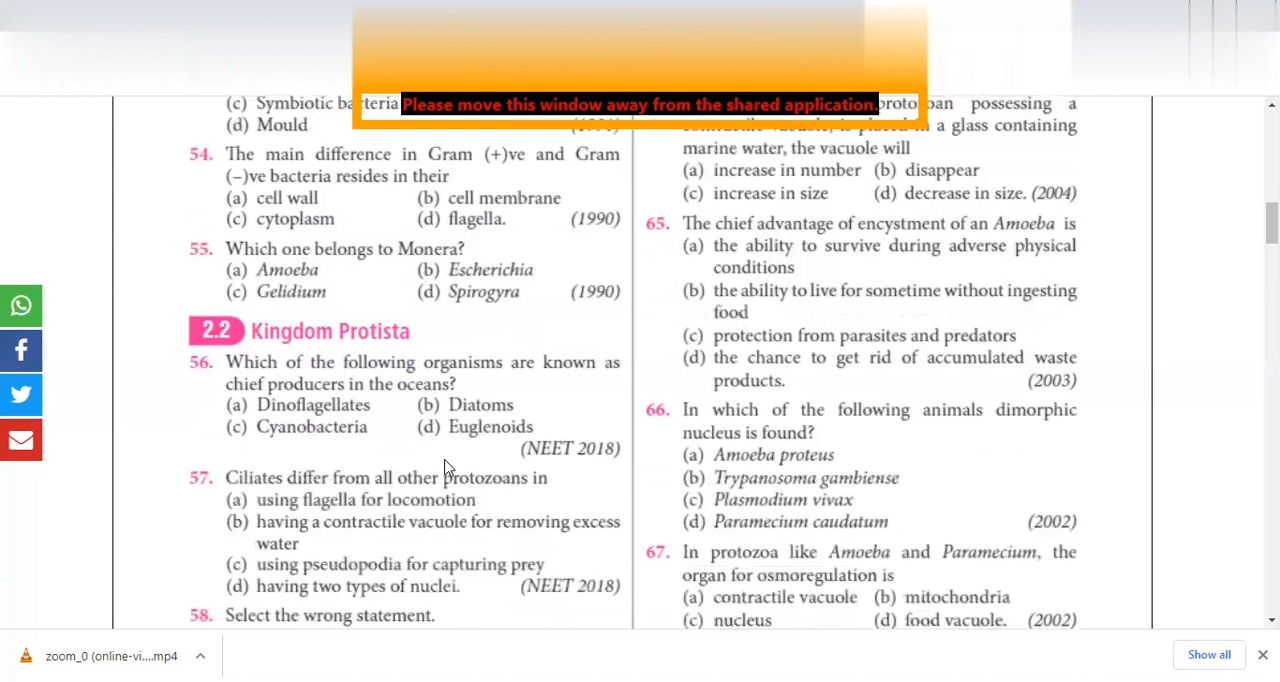 Please move this window away from the shared application.
(c) Symbiotic bacteria
(d) Mould
54. The main difference in Gram (+)ve and Gram
(–)ve bacteria resides in their
(a) cell wall (b) cell membrane
(c) cytoplasm (d) flagella. (1990)
55. Which one belongs to Monera?
(a) Amoeba (b) Escherichia
(c) Gelidium (d) Spirogyra (1990)
2.2 Kingdom Protista
56. Which of the following organisms are known as
chief producers in the oceans?
(a) Dinoflagellates (b) Diatoms
(c) Cyanobacteria (d) Euglenoids
(NEET 2018)
57. Ciliates differ from all other protozoans in
(a) using flagella for locomotion
(b) having a contractile vacuole for removing excess
water
(c) using pseudopodia for capturing prey
(d) having two types of nuclei. (NEET 2018)
58. Select the wrong statement.
possessing a
is placed in a glass containing
marine water, the vacuole will
(a) increase in number (b) disappear
(c) increase in size (d) decrease in size. (2004)
65. The chief advantage of encystment of an Amoeba is
(a) the ability to survive during adverse physical
conditions
(b) the ability to live for sometime without ingesting
food
(c) protection from parasites and predators
(d) the chance to get rid of accumulated waste
products. (2003)
66. In which of the following animals dimorphic
nucleus is found?
(a) Amoeba proteus
(b) Trypanosoma gambiense
(c) Plasmodium vivax
(d) Paramecium caudatum (2002)
67. In protozoa like Amoeba and Paramecium, the
organ for osmoregulation is
(a) contractile vacuole (b) mitochondria
(c) nucleus (d) food vacuole. (2002)
zoom_0 (online-vi....mp4
Show all